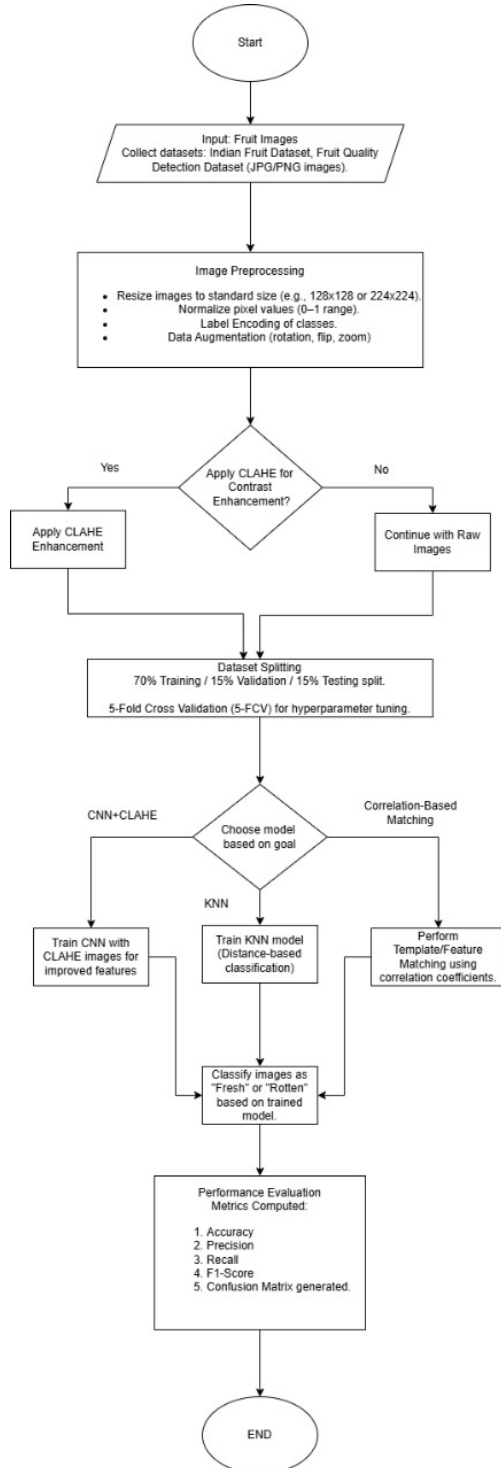 Start
Input: Fruit Images
Collect datasets: Indian Fruit Dataset, Fruit Quality
Detection Dataset (JPG/PNG images).
Image Preprocessing
• Resize images to standard size (e.g., 128x128 or 224x224).
• Normalize pixel values (0–1 range).
• Label Encoding of classes.
• Data Augmentation (rotation, flip, zoom)
Apply CLAHE for
Contrast
Enhancement?
Yes
No
Apply CLAHE
Enhancement
Continue with Raw
Images
Dataset Splitting
70% Training / 15% Validation / 15% Testing split.
5-Fold Cross Validation (5-FCV) for hyperparameter tuning.
Choose model
based on goal
CNN+CLAHE
KNN
Correlation-Based
Matching
Train CNN with
CLAHE images for
improved features
Train KNN model
(Distance-based
classification)
Perform
Template/Feature
Matching using
correlation coefficients.
Classify images as
"Fresh" or "Rotten"
based on trained
model.
Performance Evaluation
Metrics Computed:
1. Accuracy
2. Precision
3. Recall
4. F1-Score
5. Confusion Matrix generated.
END